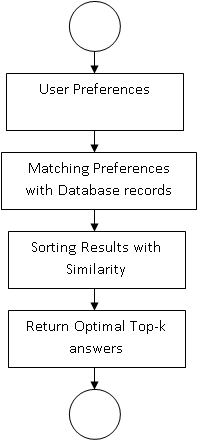 User Preferences
Matching Preferences
with Database records
Sorting Results with
Similarity
Return Optimal Top-k
answers